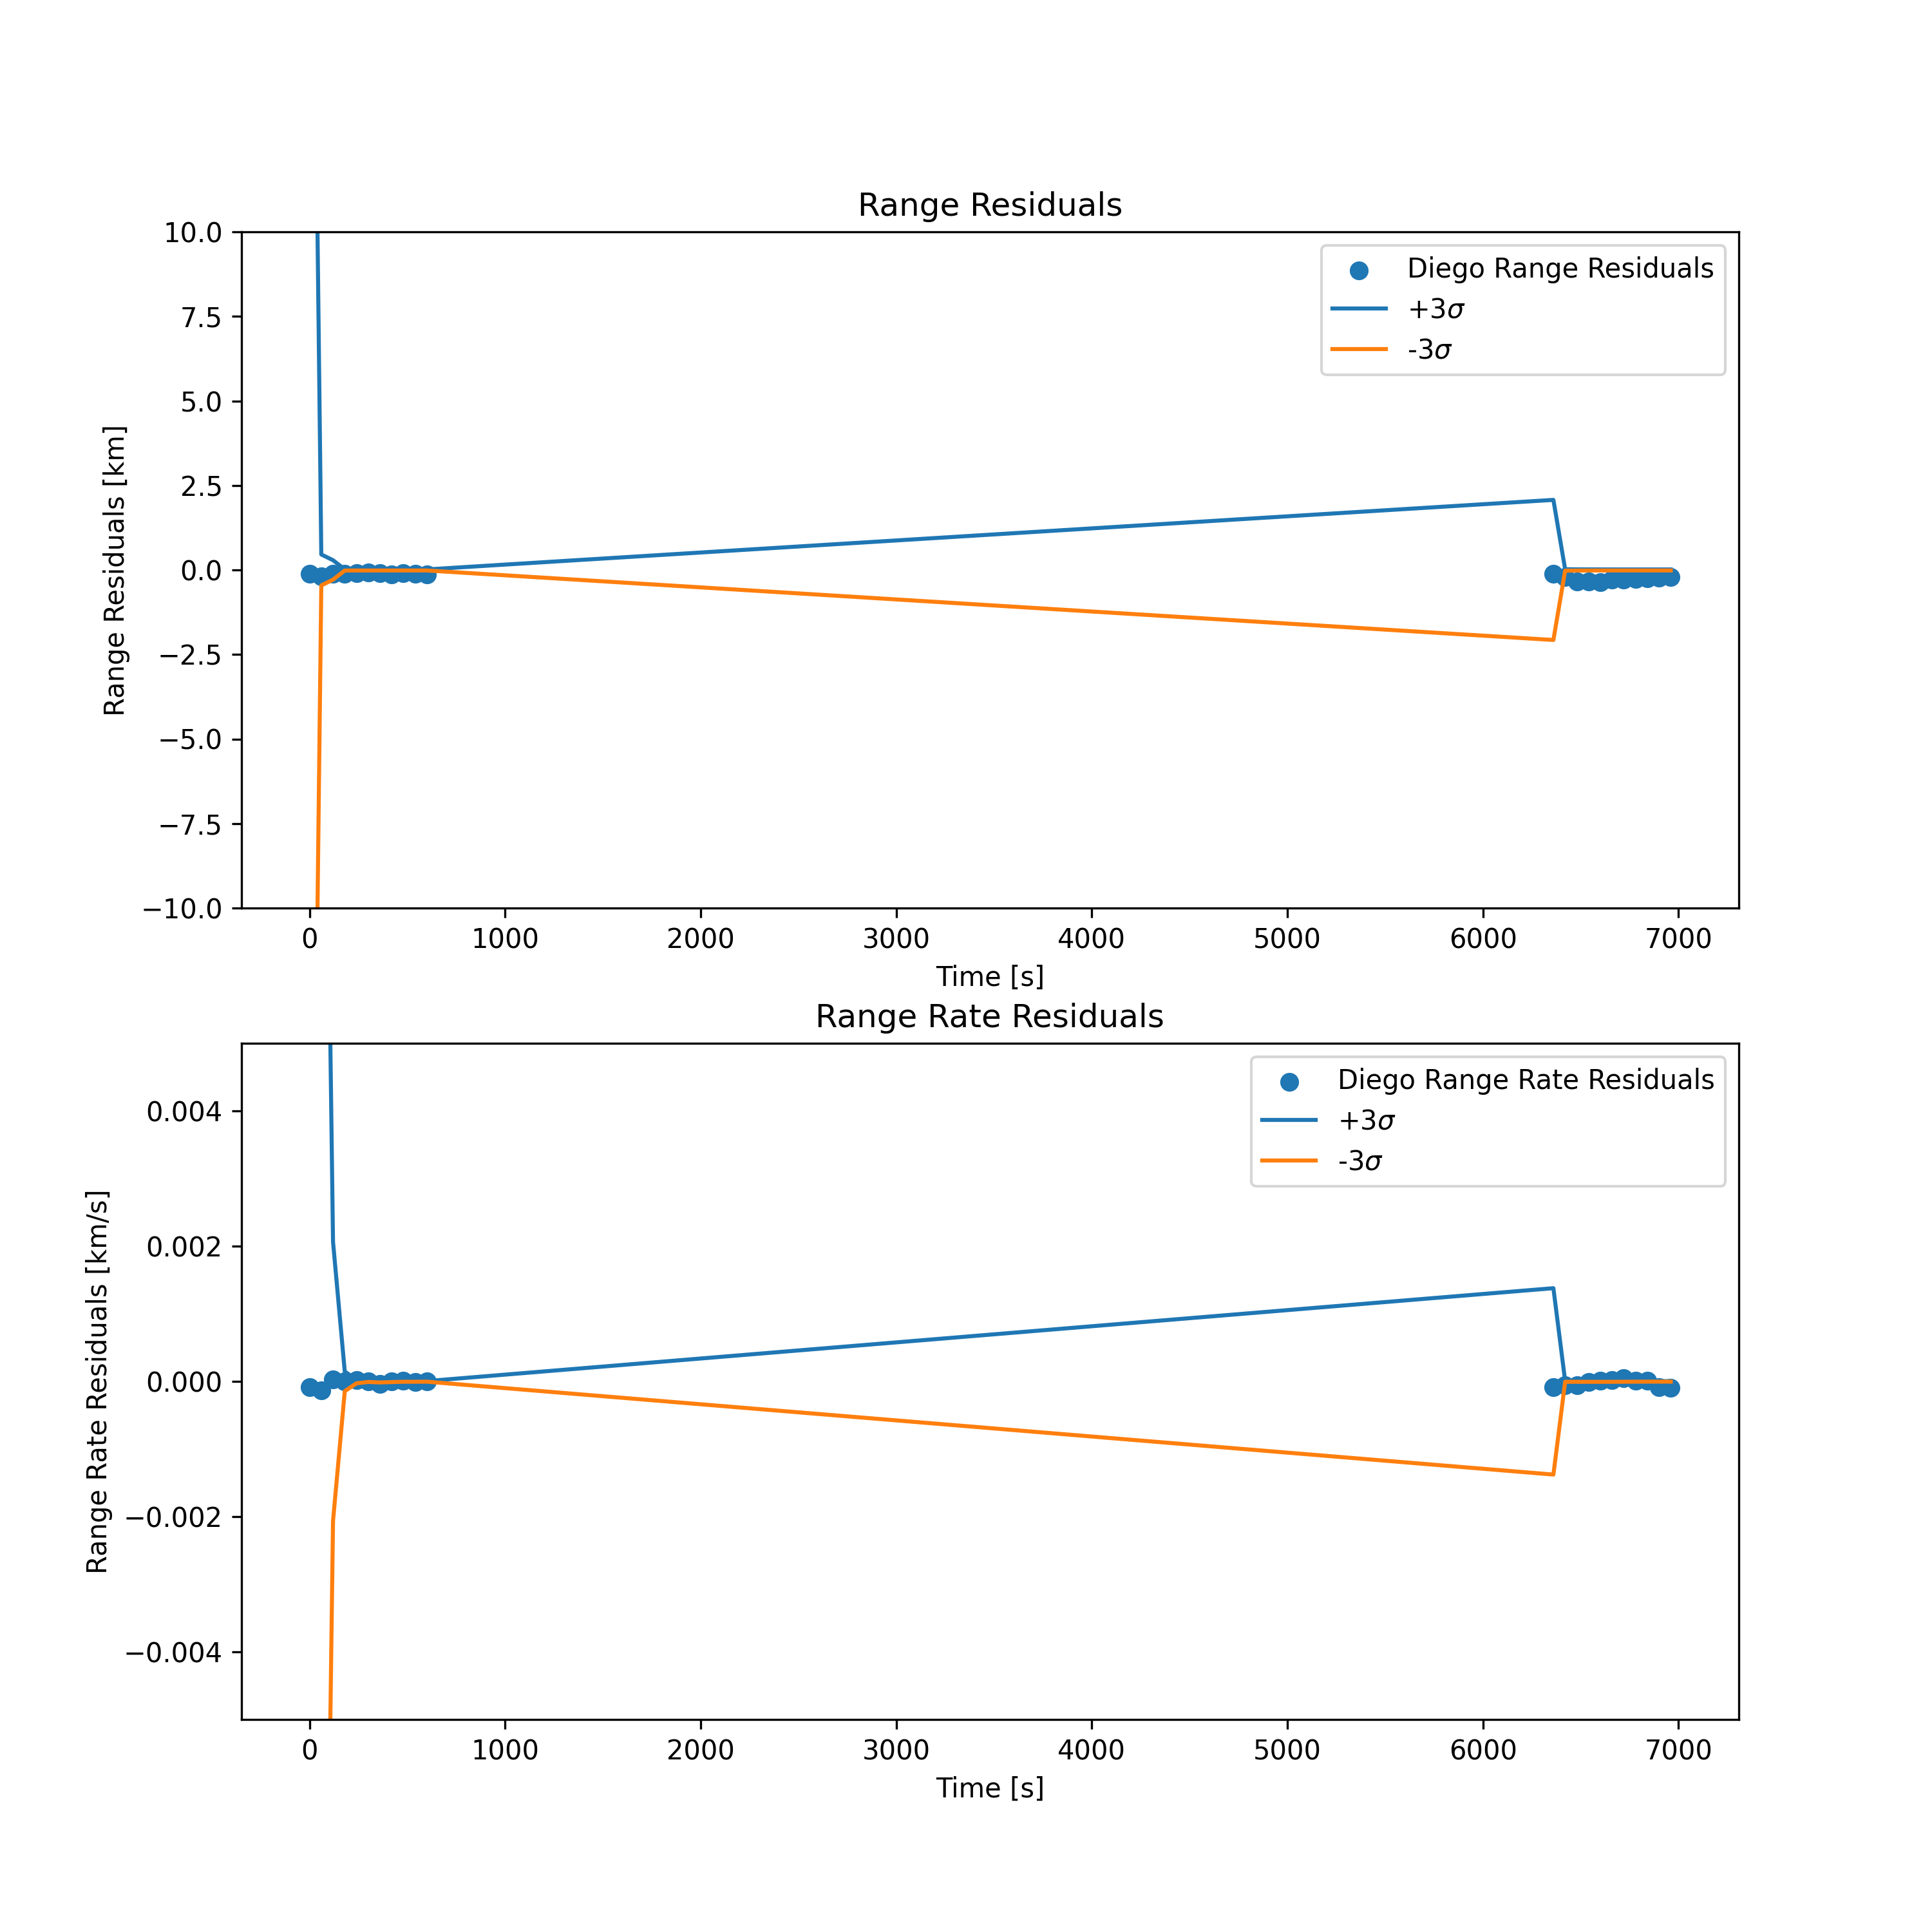 Range Residuals
Range Residuals [km]
10.0
7.5
5.0
2.5
0.0
−2.5
−5.0
−7.5
−10.0
Diego Range Residuals
+3σ
-3σ
0 1000 2000 3000 4000 5000 6000 7000
Time [s]
Range Rate Residuals
Range Rate Residuals [km/s]
0.004
0.002
0.000
−0.002
−0.004
Diego Range Rate Residuals
+3σ
-3σ
0 1000 2000 3000 4000 5000 6000 7000
Time [s]